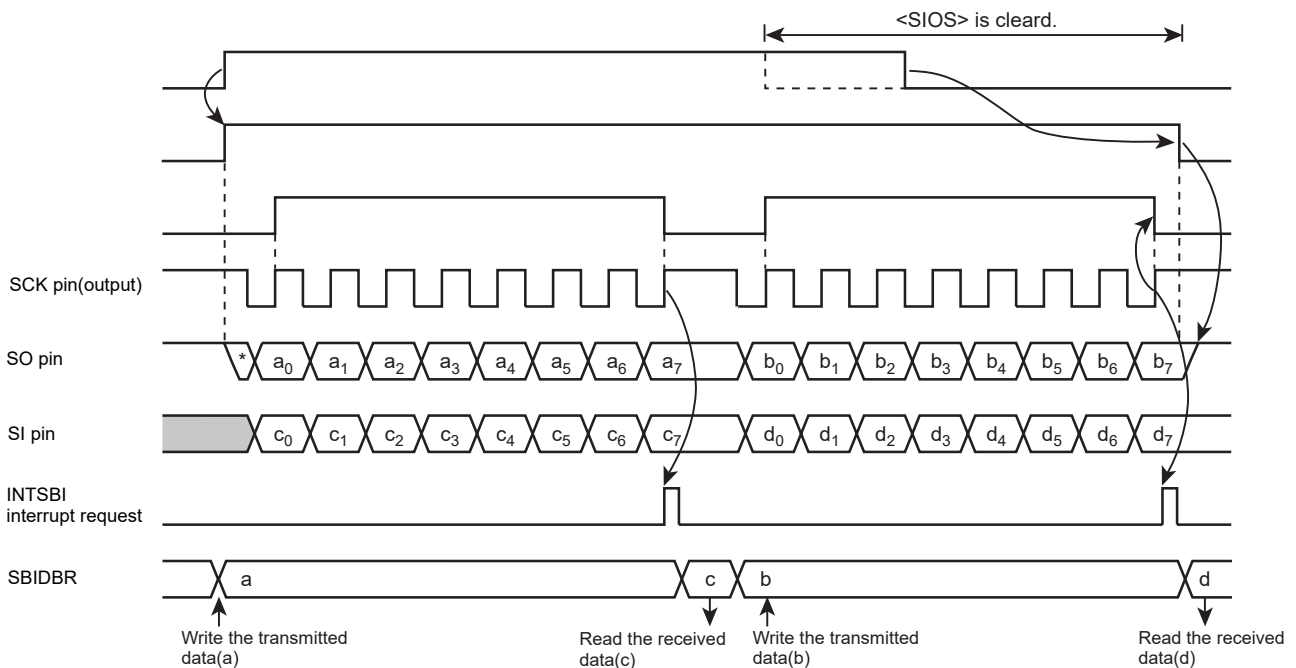 <SIOS> is cleard.
SCK pin(output)
SO pin
* a0 a1 a2 a3 a4 a5 a6 a7 b0 b1 b2 b3 b4 b5 b6 b7
SI pin
c0 c1 c2 c3 c4 c5 c6 c7 d0 d1 d2 d3 d4 d5 d6 d7
INTSBI
interrupt request
SBIDBR
a c b d
Write the transmitted
data(a)
Read the received
data(c)
Write the transmitted
data(b)
Read the received
data(d)